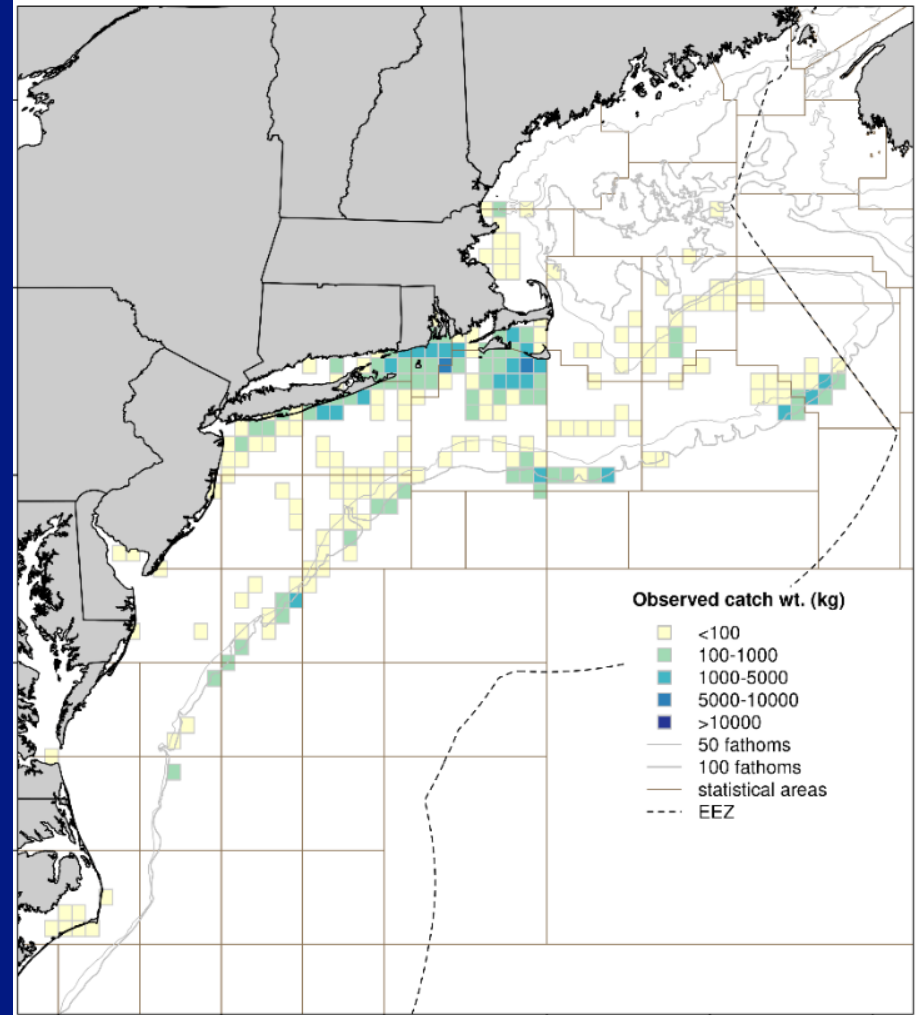 Observed catch wt. (kg)
<100
100-1000
1000-5000
5000-10000
>10000
50 fathoms
100 fathoms
statistical areas
EEZ